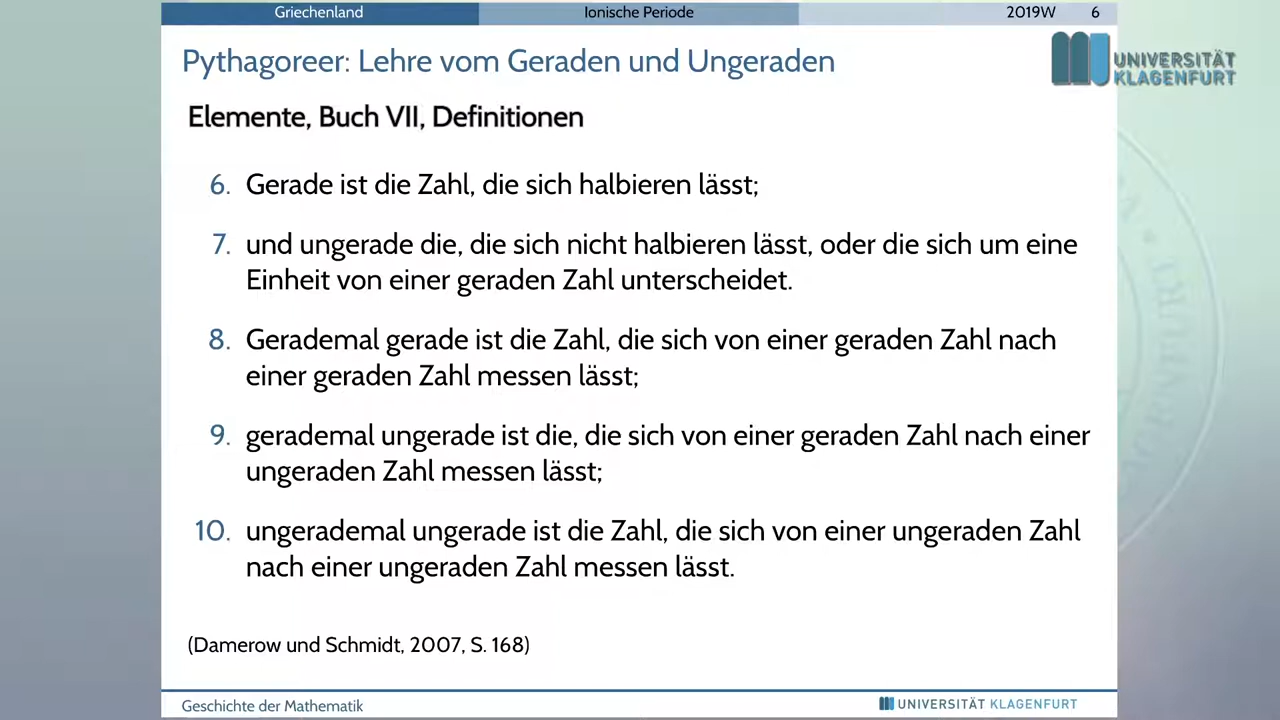 Griechenland Ionische Periode 2019W 6
Pythagoreer: Lehre vom Geraden und Ungeraden
UNIVERSITÄT
KLAGENFURT
Elemente, Buch VII, Definitionen
6. Gerade ist die Zahl, die sich halbieren lässt;
7. und ungerade die, die sich nicht halbieren lässt, oder die sich um eine
Einheit von einer geraden Zahl unterscheidet.
8. Gerademal gerade ist die Zahl, die sich von einer geraden Zahl nach
einer geraden Zahl messen lässt;
9. gerademal ungerade ist die, die sich von einer geraden Zahl nach einer
ungeraden Zahl messen lässt;
10. ungerademal ungerade ist die Zahl, die sich von einer ungeraden Zahl
nach einer ungeraden Zahl messen lässt.
(Damerow und Schmidt, 2007, S. 168)
Geschichte der Mathematik UNIVERSITÄT KLAGENFURT